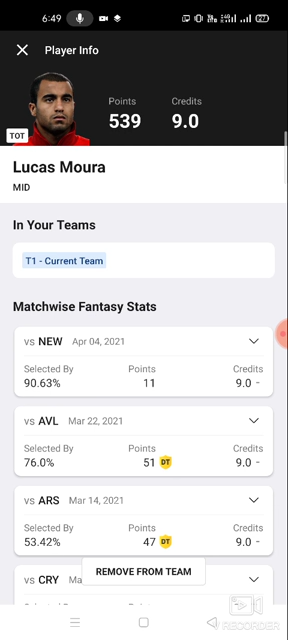 6:49
27
Player Info
Points Credits
539 9.0
TOT
Lucas Moura
MID
In Your Teams
T1 - Current Team
Matchwise Fantasy Stats
vs NEW Apr 04, 2021
Selected By Points Credits
90.63% 11 9.0 -
vs AVL Mar 22, 2021
Selected By Points Credits
76.0% 51 DT 9.0 -
vs ARS Mar 14, 2021
Selected By Points Credits
53.42% 47 DT 9.0 -
vs CRY
REMOVE FROM TEAM
RECORDER